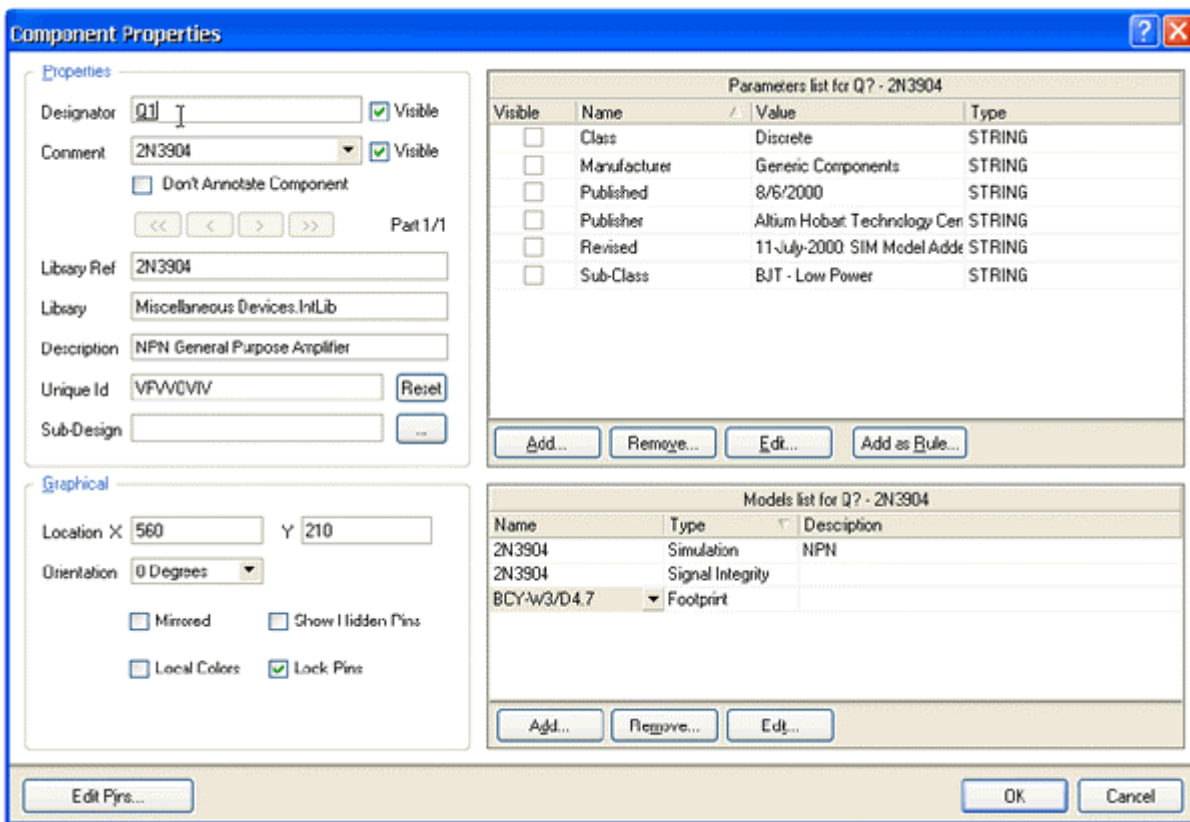 Component Properties
Properties
Designator Q1 Visible
Comment 2N3904 Visible
Don't Annotate Component
<< < > >> Part 1/1
Library Ref 2N3904
Library Miscellaneous Devices.IntLib
Description NPN General Purpose Amplifier
Unique Id Reset
Sub-Design ...
Graphical
Location X 560 Y 210
Orientation 0 Degrees
Mirrored Show Hidden Pins
Local Colors Lock Pins
Parameters list for Q? - 2N3904
Visible Name Value Type
Class Discrete STRING
Manufacturer Generic Components STRING
Published 8/6/2000 STRING
Publisher Altium Hobart Technology Cen STRING
Revised 11-July-2000 SIM Model Adde STRING
Sub-Class BJT - Low Power STRING
Add... Remove... Edit... Add as Rule...
Models list for Q? - 2N3904
Name Type Desciption
2N3904 Simulation NPN
2N3904 Signal Integrity
BCY-W3/D4.7 Footprint
Add... Remove... Edit...
Edit Pins... OK Cancel